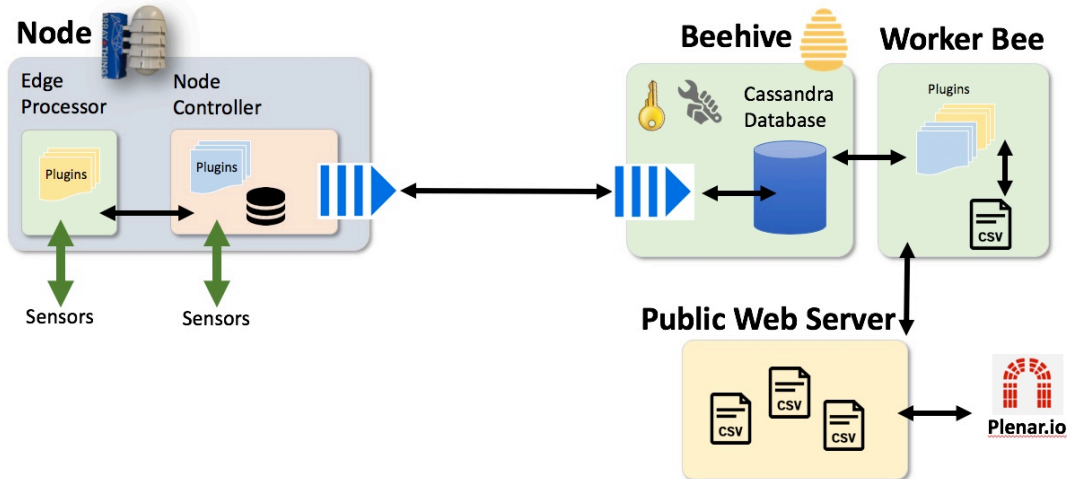 Node
Edge
Processor
Node
Controller
Plugins
Plugins
Sensors
Sensors
Beehive
Cassandra
Database
Worker Bee
Plugins
CSV
Public Web Server
CSV
CSV
CSV
Plenar.io